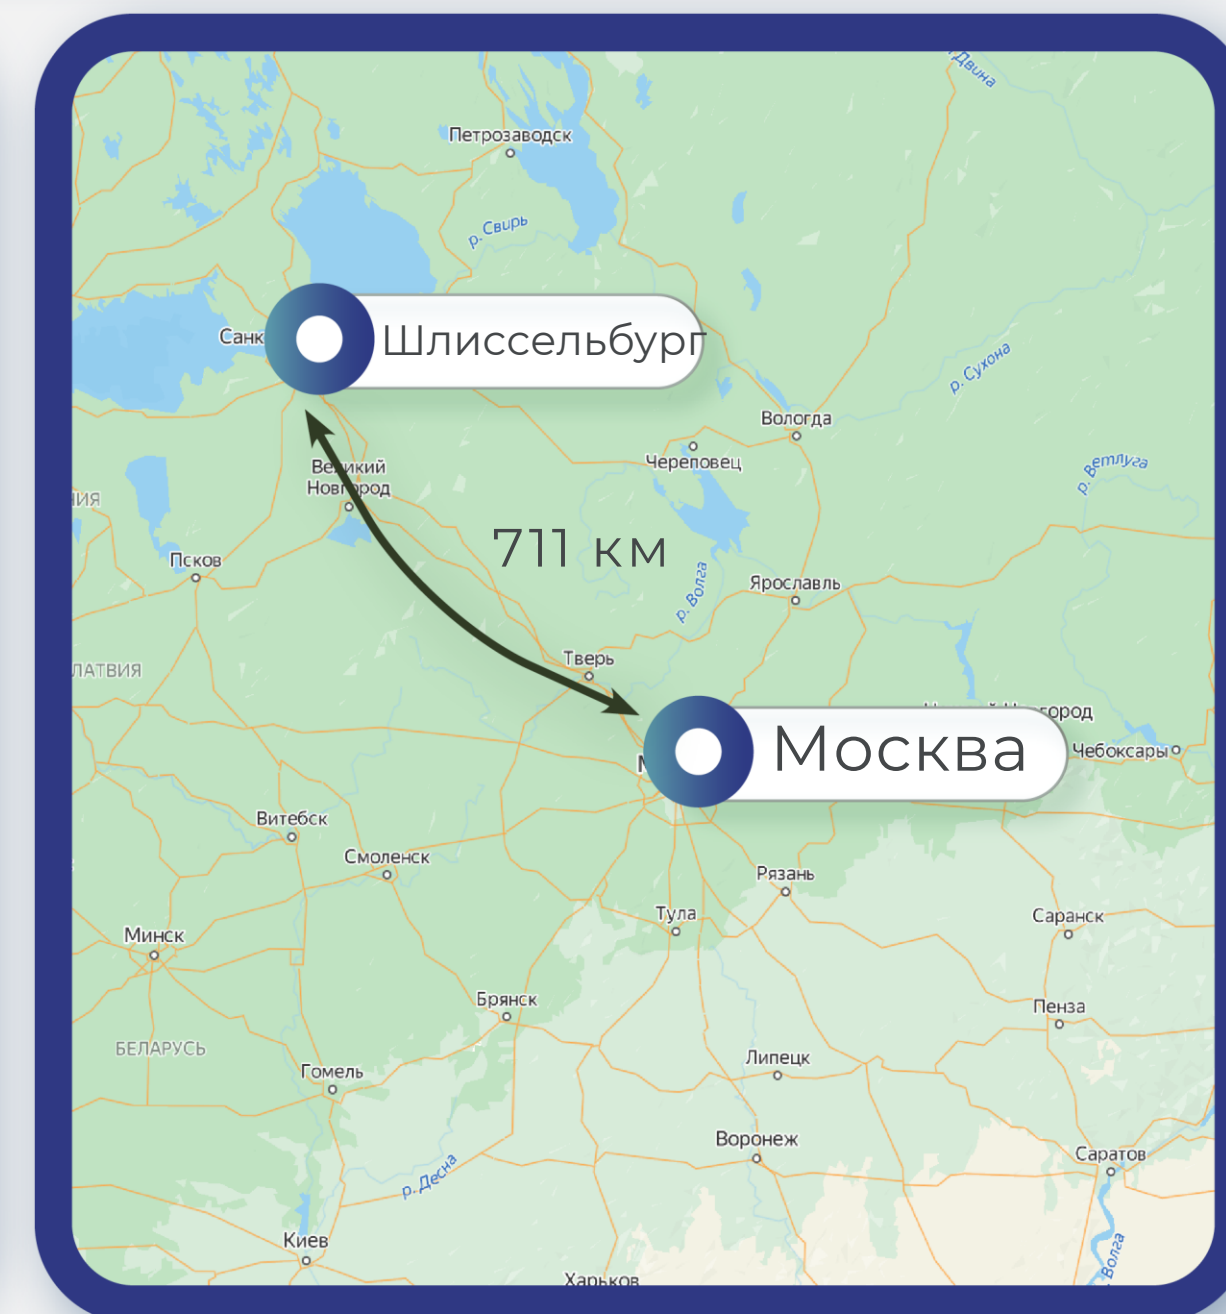 р. Двина
Петрозаводск
р. Свирь
Санк
Шлиссельбург
р. Сухона
Вологда
Череповец
р. Ветлуга
Великий
Новгород
ИЯ
711 км
Псков
Ярославль
р. Волга
Тверь
ЛАТВИЯ
город
Москва
Чебоксары
Витебск
Смоленск
Рязань
Тула
Саранск
Минск
Брянск
Пенза
БЕЛАРУСЬ
Липецк
Гомель
Воронеж
Саратов
р. Десна
Киев
Волга
Харьков